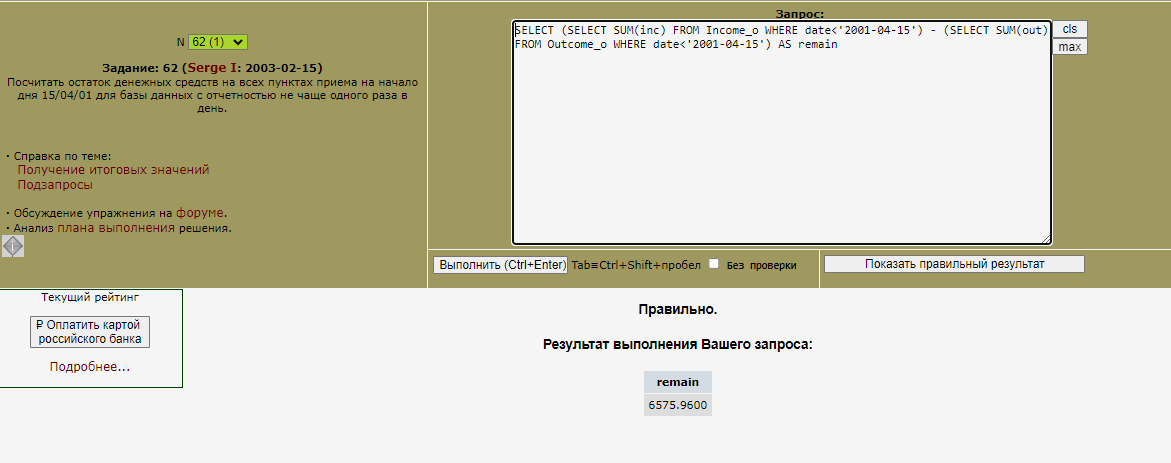 N 62 (1)
Задание: 62 (Serge I: 2003-02-15)
Посчитать остаток денежных средств на всех пунктах приема на начало
дня 15/04/01 для базы данных с отчетностью не чаще одного раза в
день.
· Справка по теме:
Получение итоговых значений
Подзапросы
· Обсуждение упражнения на форуме.
· Анализ плана выполнения решения.
Запрос:
SELECT (SELECT SUM(inc) FROM Income_o WHERE date<'2001-04-15') - (SELECT SUM(out)
FROM Outcome_o WHERE date<'2001-04-15') AS remain
cls
max
Выполнить (Ctrl+Enter) Tab≡Ctrl+Shift+пробел Без проверки
Показать правильный результат
Текущий рейтинг
₽ Оплатить картой
российского банка
Подробнее...
Правильно.
Результат выполнения Вашего запроса:
remain
6575.9600